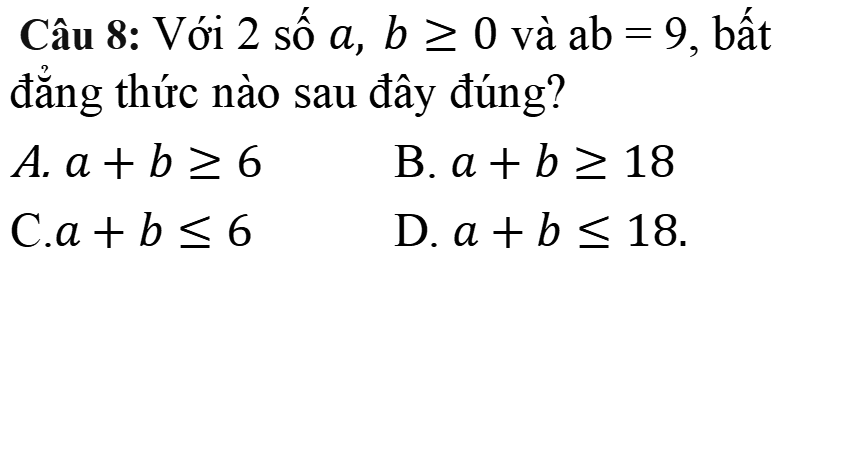 Câu 8: Với 2 số a, b ≥ 0 và ab = 9, bất
đẳng thức nào sau đây đúng?
A. a + b ≥ 6 B. a + b ≥ 18
C.a + b ≤ 6 D. a + b ≤ 18.